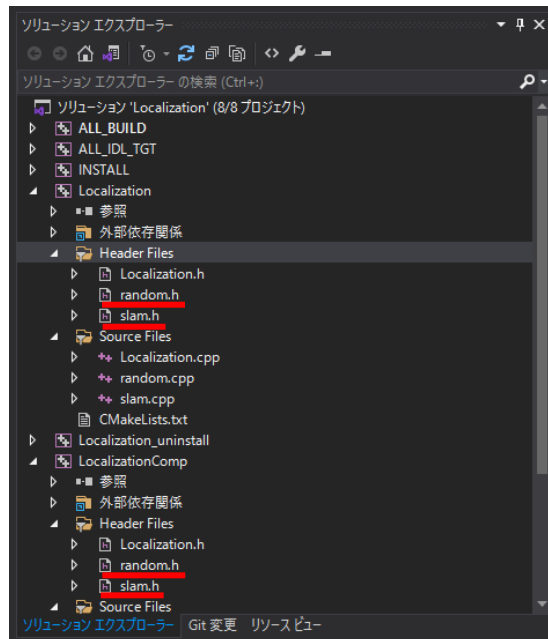 ソリューション エクスプローラー
ソリューション エクスプローラー の検索 (Ctrl+:)
ソリューション 'Localization' (8/8 プロジェクト)
ALL_BUILD
ALL_IDL_TGT
INSTALL
Localization
参照
外部依存関係
Header Files
Localization.h
random.h
slam.h
Source Files
Localization.cpp
random.cpp
slam.cpp
CMakeLists.txt
Localization_uninstall
LocalizationComp
参照
外部依存関係
Header Files
Localization.h
random.h
slam.h
Source Files
ソリューション エクスプローラー Git 変更 リソース ビュー